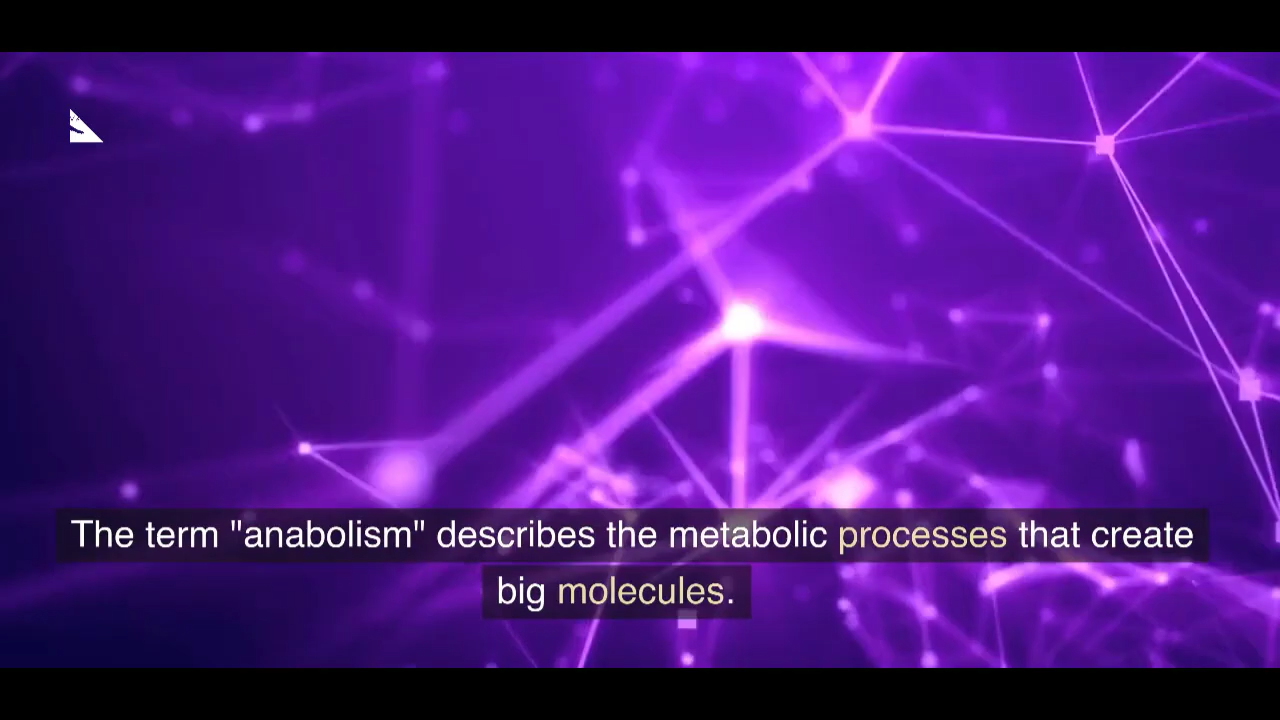 The term "anabolism" describes the metabolic processes that create
big molecules.